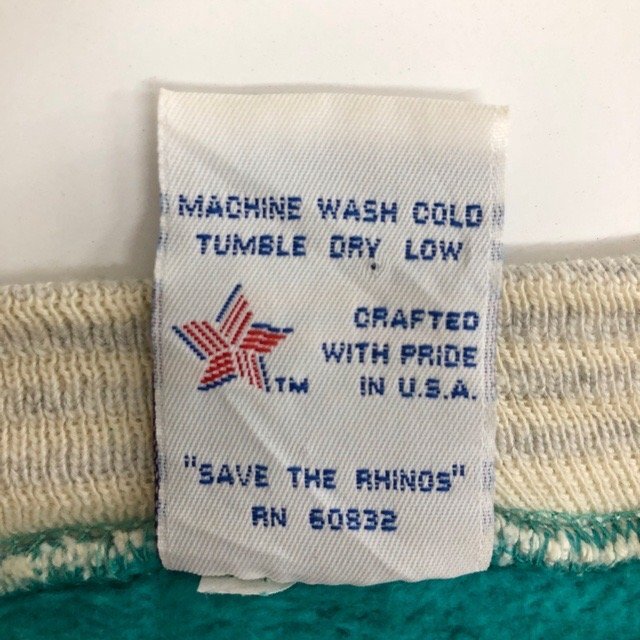 MACHINE WASH COLD
TUMBLE DRY LOW
CRAFTED
WITH PRIDE
TM IN U.S.A.
"SAVE THE RHINOS"
RN 60832